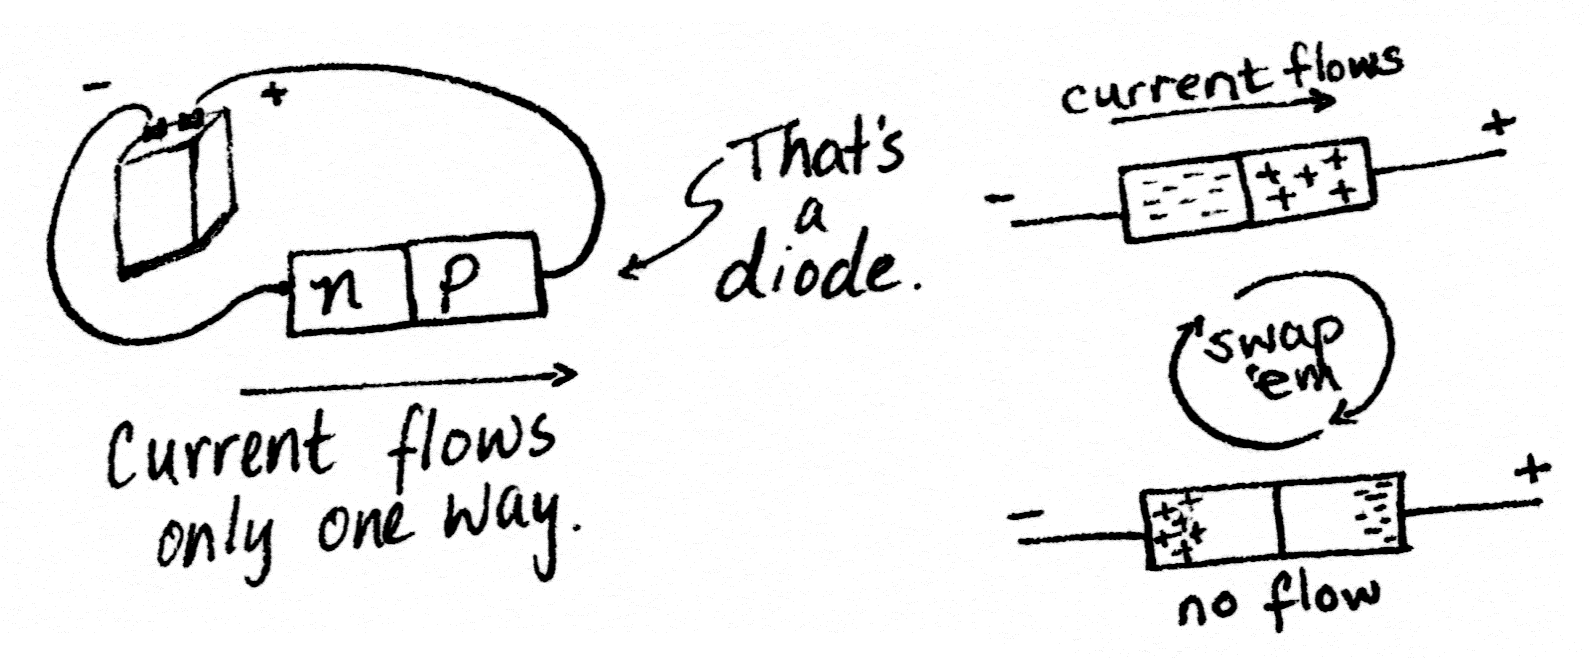 -
+
n P
Current flows
only one way.
That's
a
diode.
current flows
-
- - - - - - - - - - - -
+ + + + +
+
swap
'em
-
+ + + + + +
- - - - - - - - -
+
no flow